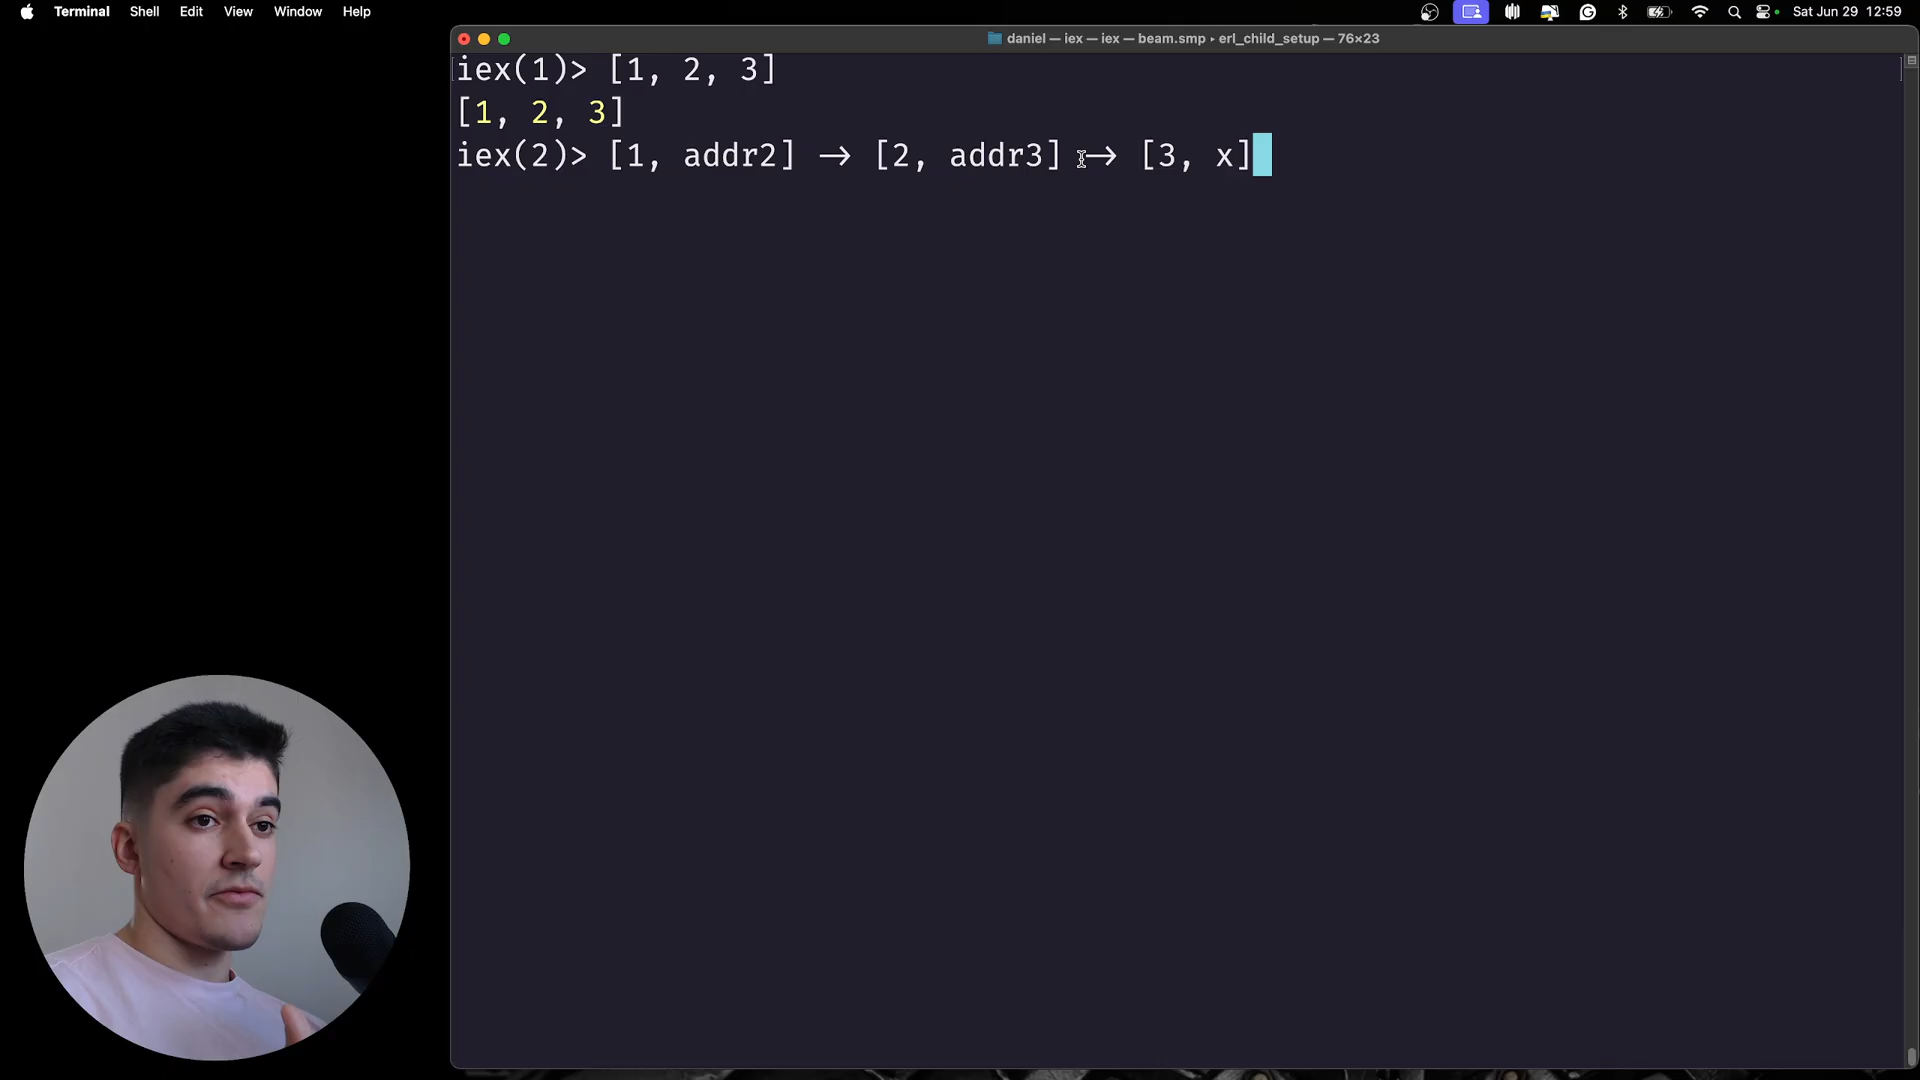 Terminal Shell Edit View Window Help Sat Jun 29 12:59
daniel — iex — iex — beam.smp ▸ erl_child_setup — 76×23
iex(1)> [1, 2, 3]
[1, 2, 3]
iex(2)> [1, addr2] –> [2, addr3] –> [3, x]